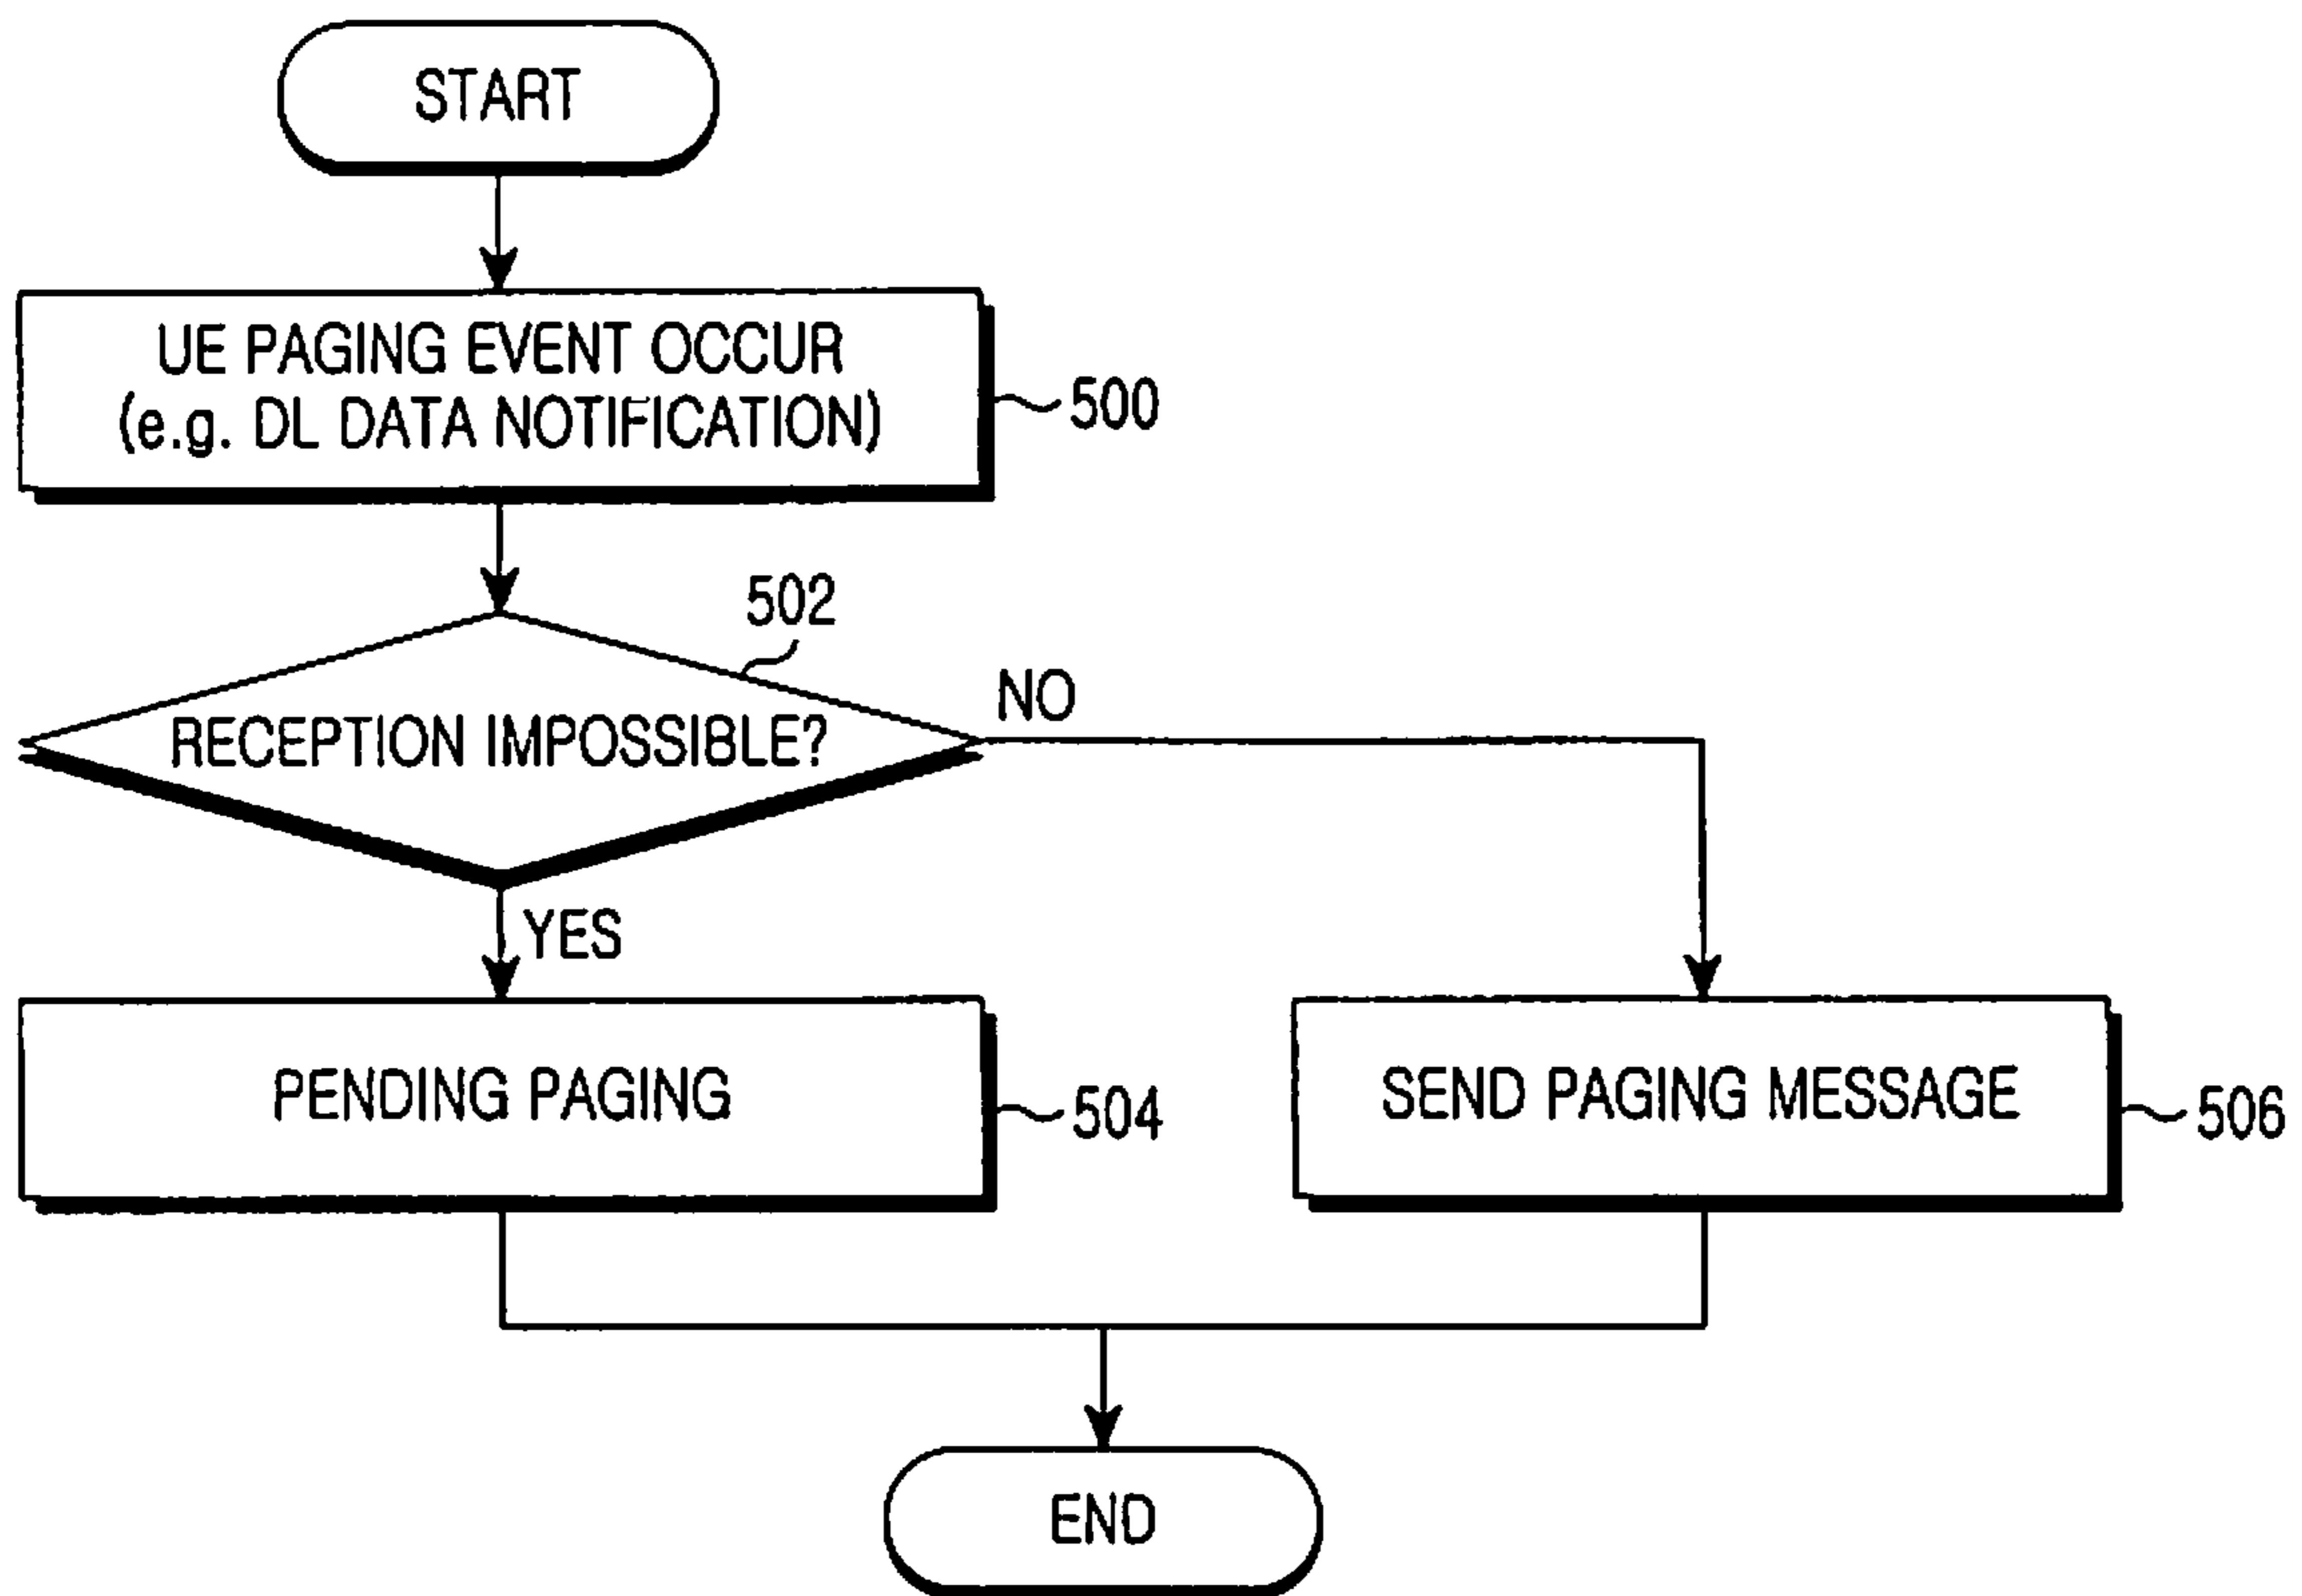 START
UE PAGING EVENT OCCUR
(e.g. DL DATA NOTIFICATION)
500
502
RECEPTION IMPOSSIBLE?
NO
YES
PENDING PAGING
504
SEND PAGING MESSAGE
506
END